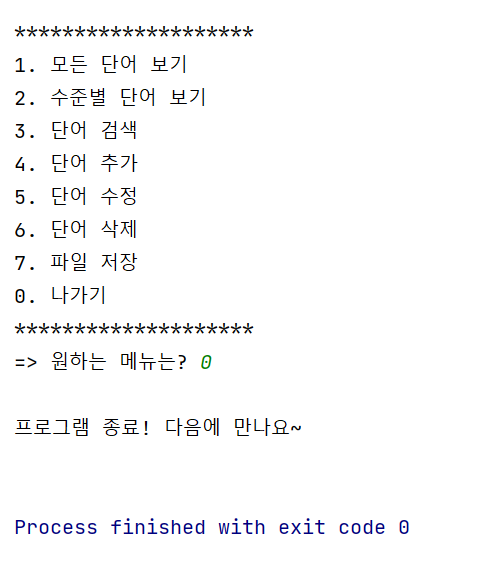 ********************
1. 모든 단어 보기
2. 수준별 단어 보기
3. 단어 검색
4. 단어 추가
5. 단어 수정
6. 단어 삭제
7. 파일 저장
0. 나가기
********************
=> 원하는 메뉴는? 0
프로그램 종료! 다음에 만나요~
Process finished with exit code 0